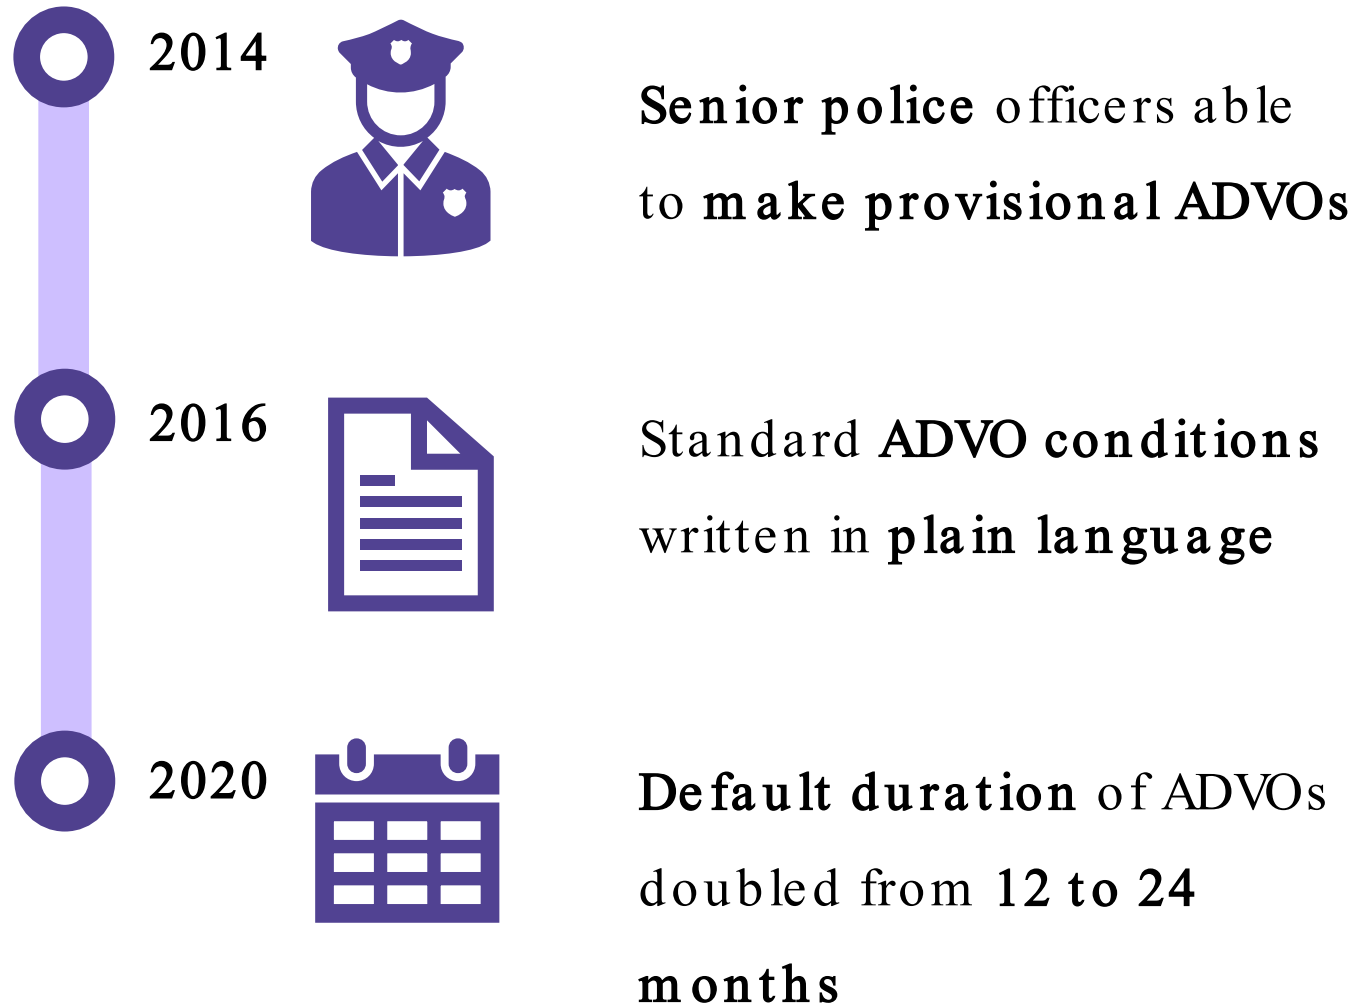 2014
Senior police officers able
to make provisional ADVOs
2016
Standard ADVO conditions
written in plain language
2020
Default duration of ADVOs
doubled from 12 to 24
months